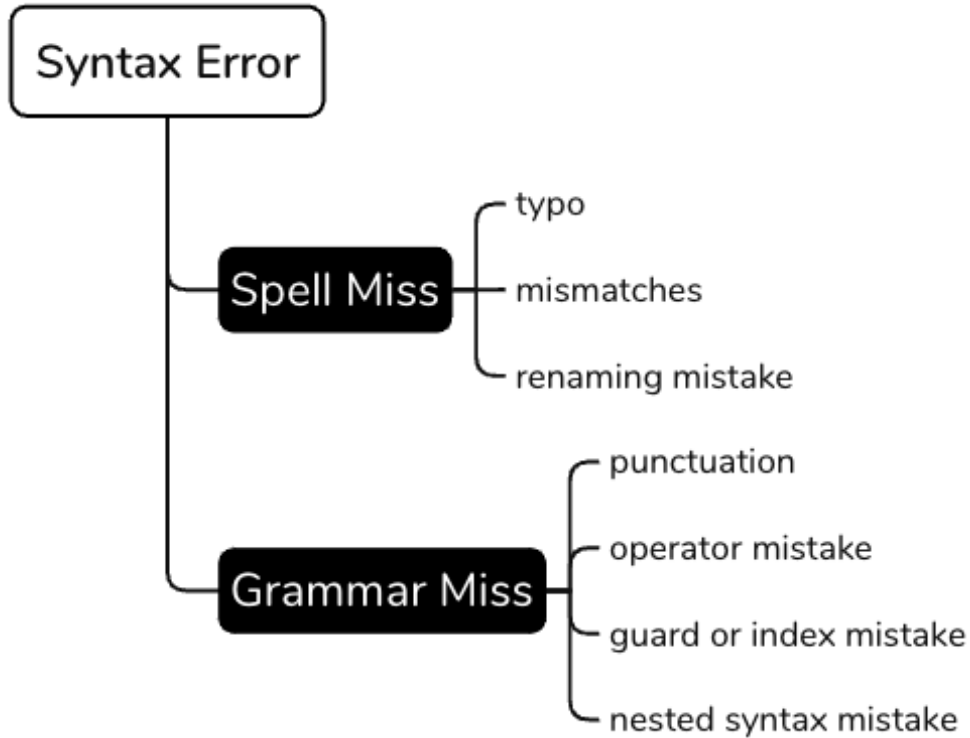 Syntax Error
Spell Miss
typo
mismatches
renaming mistake
Grammar Miss
punctuation
operator mistake
guard or index mistake
nested syntax mistake